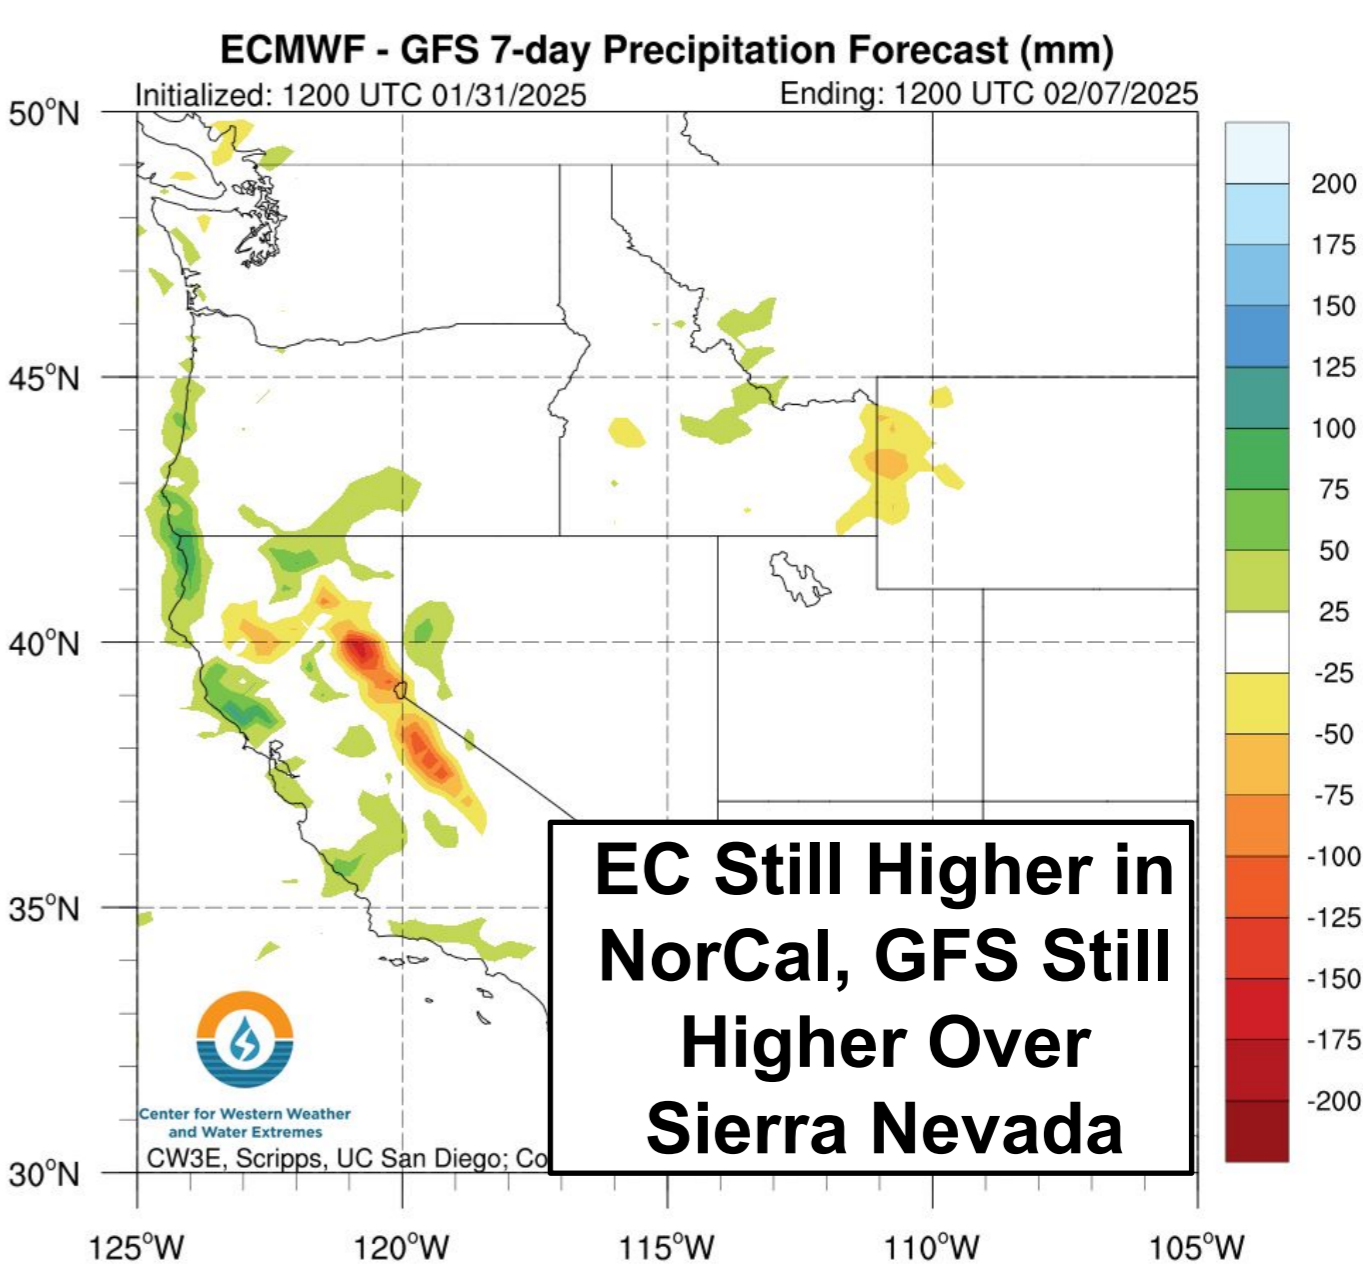 ECMWF - GFS 7-day Precipitation Forecast (mm)
Initialized: 1200 UTC 01/31/2025
Ending: 1200 UTC 02/07/2025
50°N
45°N
40°N
35°N
30°N
125°W
120°W
115°W
110°W
105°W
200
175
150
125
100
75
50
25
-25
-50
-75
-100
-125
-150
-175
-200
EC Still Higher in
NorCal, GFS Still
Higher Over
Sierra Nevada
Center for Western Weather
and Water Extremes
CW3E, Scripps, UC San Diego; Co